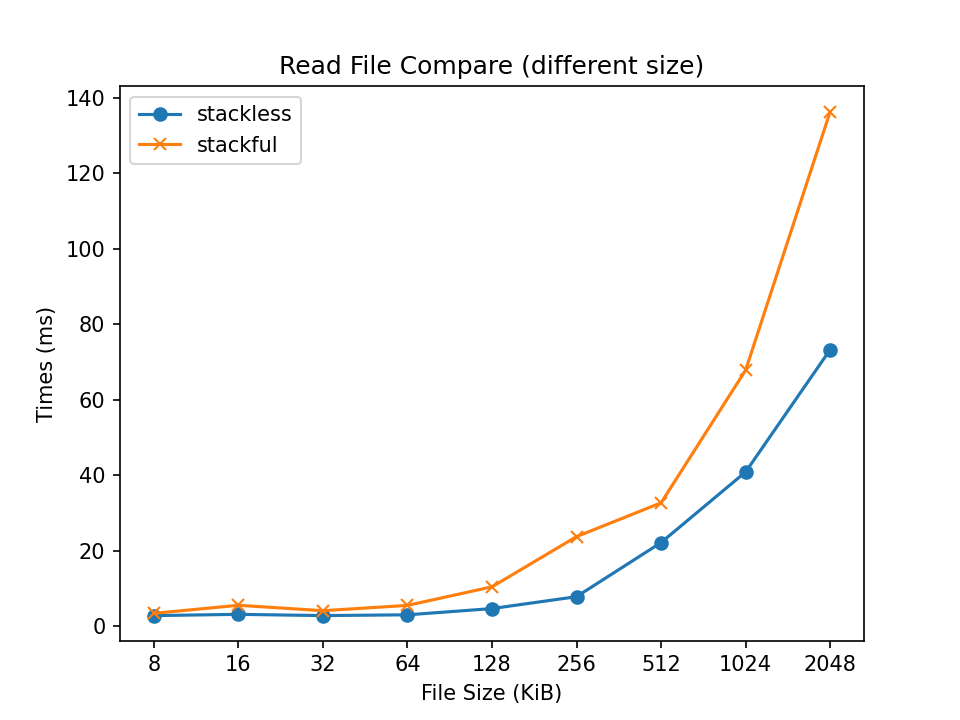 Read File Compare (different size)
stackless
stackful
140
120
100
80
60
40
20
0
Times (ms)
8 16 32 64 128 256 512 1024 2048
File Size (KiB)